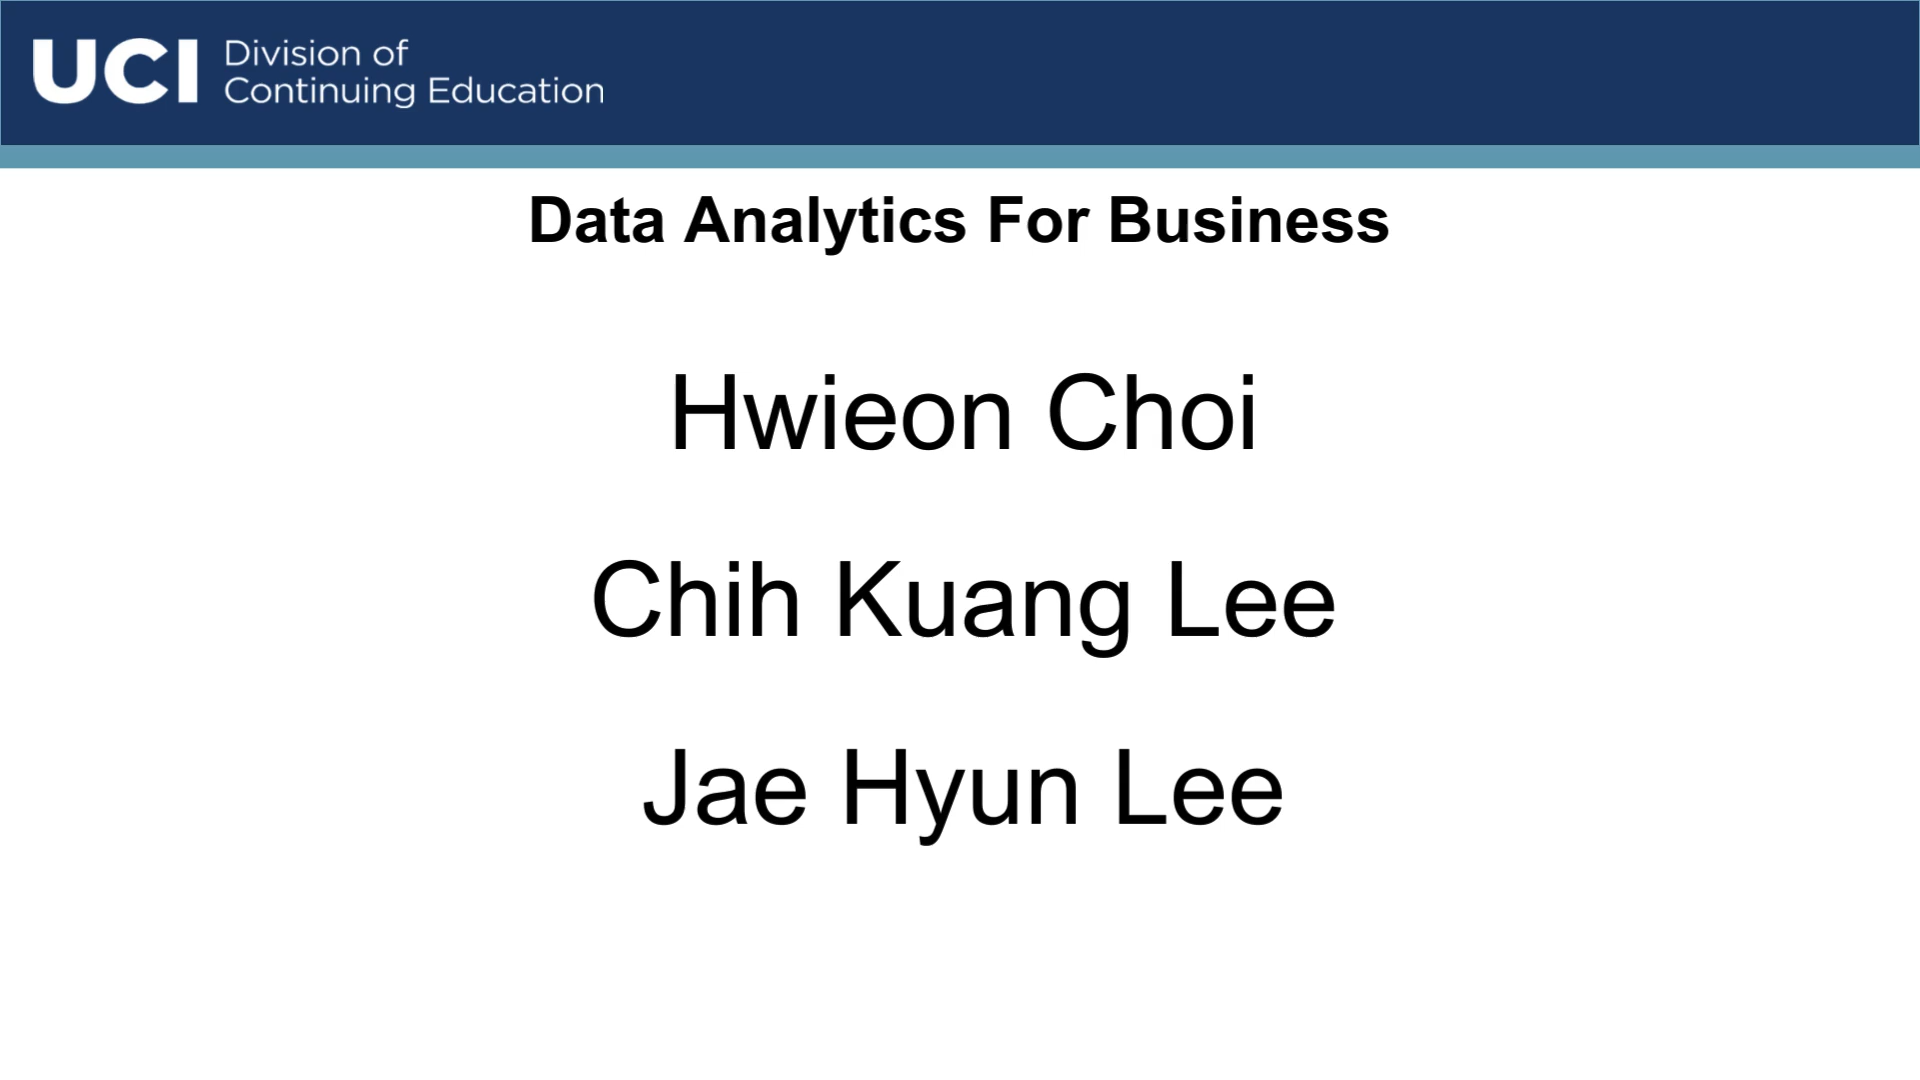 UCI
Division of
Continuing Education
Data Analytics For Business
Hwieon Choi
Chih Kuang Lee
Jae Hyun Lee